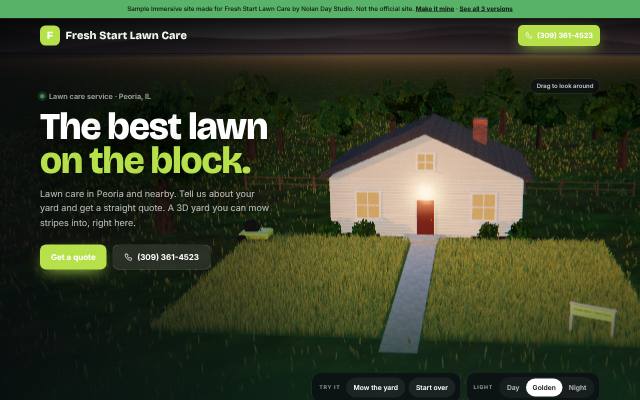 Sample Immersive site made for Fresh Start Lawn Care by Nolan Day Studio. Not the official site. Make it mine · See all 3 versions
F Fresh Start Lawn Care
(309) 361-4523
Drag to look around
Lawn care service · Peoria, IL
The best lawn
on the block.
Lawn care in Peoria and nearby. Tell us about your
yard and get a straight quote. A 3D yard you can mow
stripes into, right here.
Get a quote
(309) 361-4523
TRY IT Mow the yard Start over
LIGHT Day Golden Night